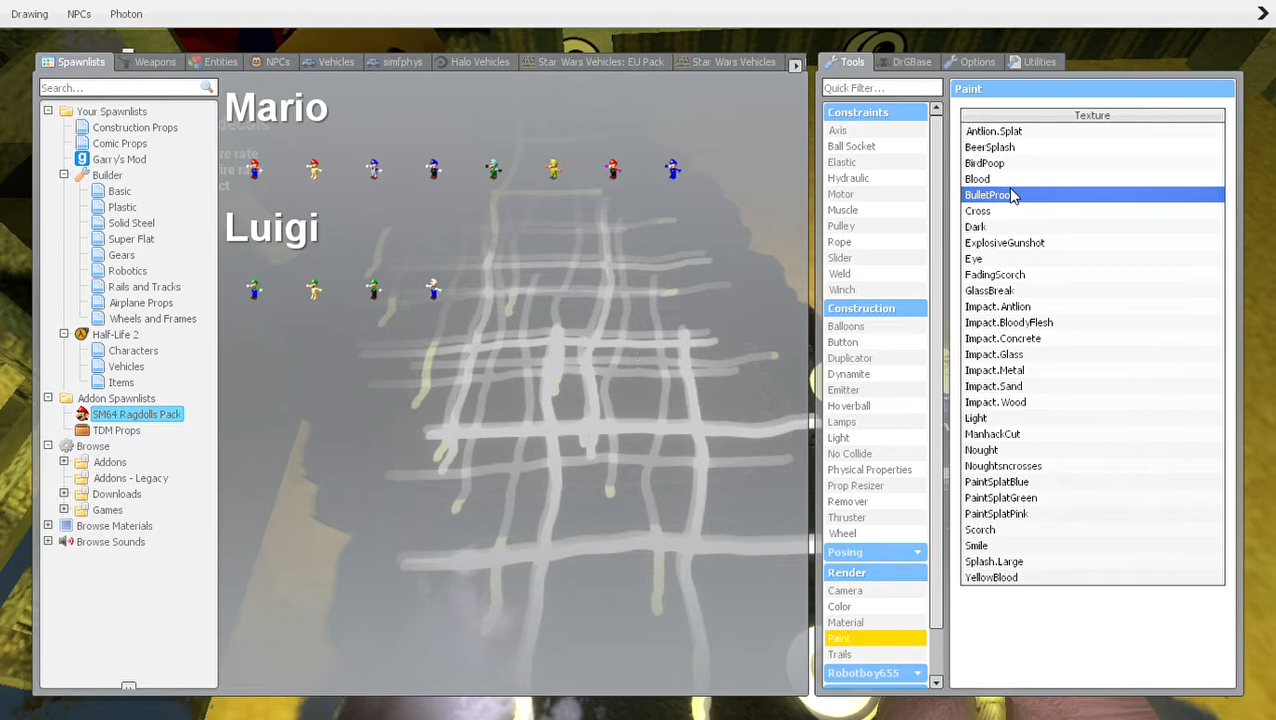 Drawing NPCs Photon
Spawnlists Weapons Entities NPCs Vehicles simfphys Halo Vehicles Star Wars Vehicles: EU Pack Star Wars Vehicles
Tools DrGBase Options Utilities
Search...
Your Spawnlists
Construction Props
Comic Props
Garry's Mod
Builder
Basic
Plastic
Solid Steel
Super Flat
Gears
Robotics
Rails and Tracks
Airplane Props
Wheels and Frames
Half-Life 2
Characters
Vehicles
Items
Addon Spawnlists
SM64 Ragdolls Pack
TDM Props
Browse
Addons
Addons - Legacy
Downloads
Games
Browse Materials
Browse Sounds
Mario
Luigi
Quick Filter...
Constraints
Axis
Ball Socket
Elastic
Hydraulic
Motor
Muscle
Pulley
Rope
Slider
Weld
Winch
Construction
Balloons
Button
Duplicator
Dynamite
Emitter
Hoverball
Lamps
Light
No Collide
Physical Properties
Prop Resizer
Remover
Thruster
Wheel
Posing
Render
Camera
Color
Material
Paint
Trails
Robotboy655
Paint
Texture
Antlion.Splat
BeerSplash
BirdPoop
Blood
BulletProo
Cross
Dark
ExplosiveGunshot
Eye
FadingScorch
GlassBreak
Impact.Antlion
Impact.BloodyFlesh
Impact.Concrete
Impact.Glass
Impact.Metal
Impact.Sand
Impact.Wood
Light
ManhackCut
Nought
Noughtsncrosses
PaintSplatBlue
PaintSplatGreen
PaintSplatPink
Scorch
Smile
Splash.Large
YellowBlood